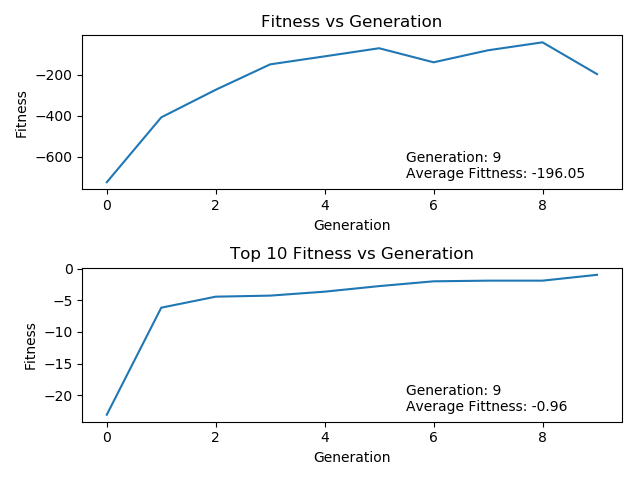 Fitness vs Generation
−200
−400
−600
Fitness
Generation: 9
Average Fittness: -196.05
0 2 4 6 8
Generation
Top 10 Fitness vs Generation
0
−5
−10
−15
−20
Fitness
Generation: 9
Average Fittness: -0.96
0 2 4 6 8
Generation